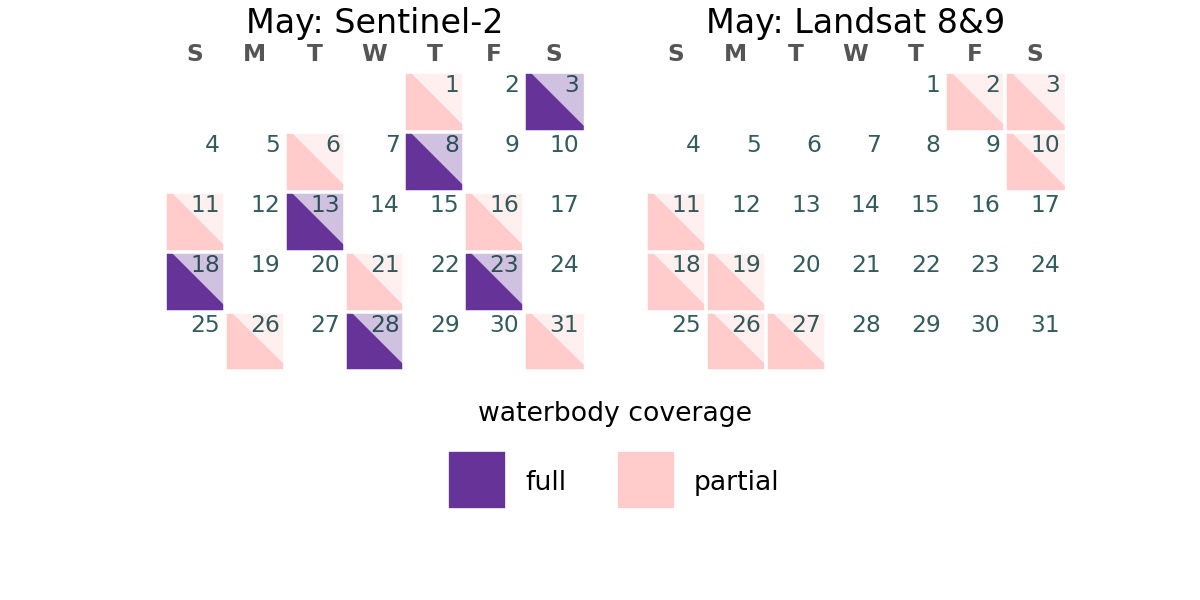 May: Sentinel-2
S M T W T F S
1 2 3
4 5 6 7 8 9 10
11 12 13 14 15 16 17
18 19 20 21 22 23 24
25 26 27 28 29 30 31
May: Landsat 8&9
S M T W T F S
1 2 3
4 5 6 7 8 9 10
11 12 13 14 15 16 17
18 19 20 21 22 23 24
25 26 27 28 29 30 31
waterbody coverage
full
partial